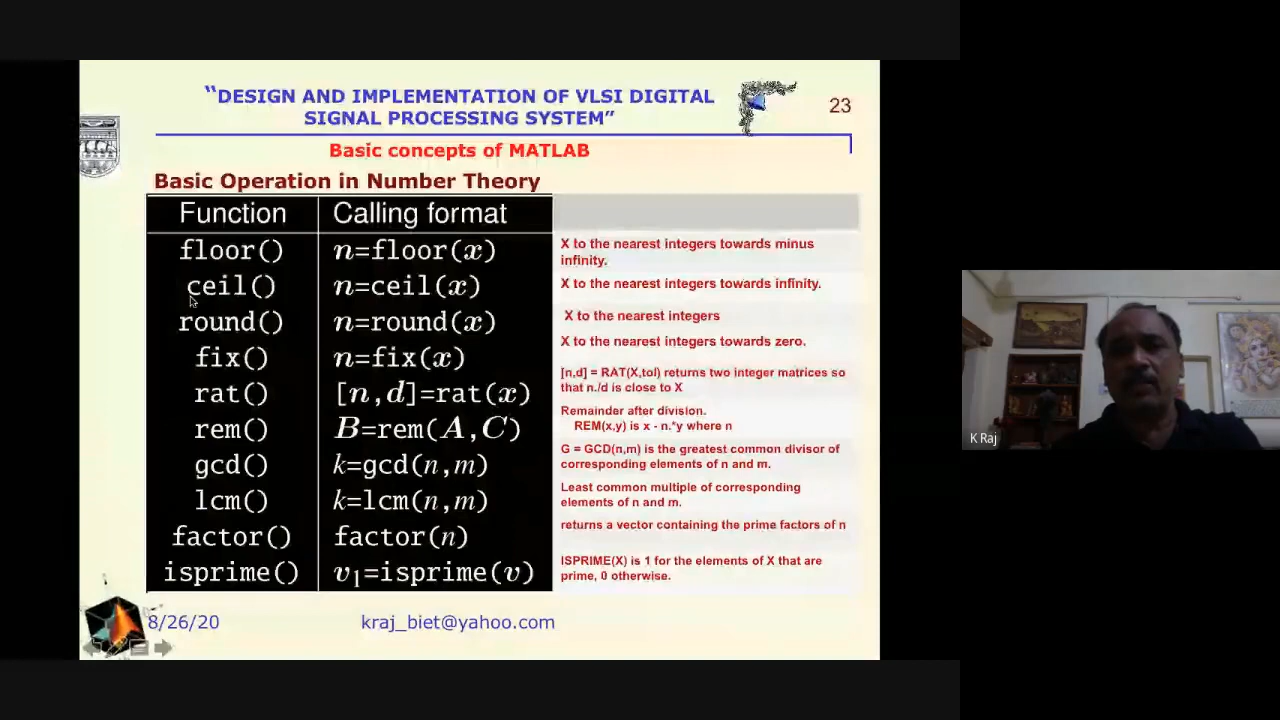 “DESIGN AND IMPLEMENTATION OF VLSI DIGITAL
SIGNAL PROCESSING SYSTEM”
23
Basic concepts of MATLAB
Basic Operation in Number Theory
Function Calling format
floor() n=floor(x) X to the nearest integers towards minus
infinity.
ceil() n=ceil(x) X to the nearest integers towards infinity.
round() n=round(x) X to the nearest integers
fix() n=fix(x) X to the nearest integers towards zero.
rat() [n,d]=rat(x) [n,d] = RAT(X,tol) returns two integer matrices so
that n./d is close to X
rem() B=rem(A,C) Remainder after division.
REM(x,y) is x - n.*y where n
gcd() k=gcd(n,m) G = GCD(n,m) is the greatest common divisor of
corresponding elements of n and m.
lcm() k=lcm(n,m) Least common multiple of corresponding
elements of n and m.
factor() factor(n) returns a vector containing the prime factors of n
isprime() v₁=isprime(v) ISPRIME(X) is 1 for the elements of X that are
prime, 0 otherwise.
8/26/20 kraj_biet@yahoo.com
K Raj